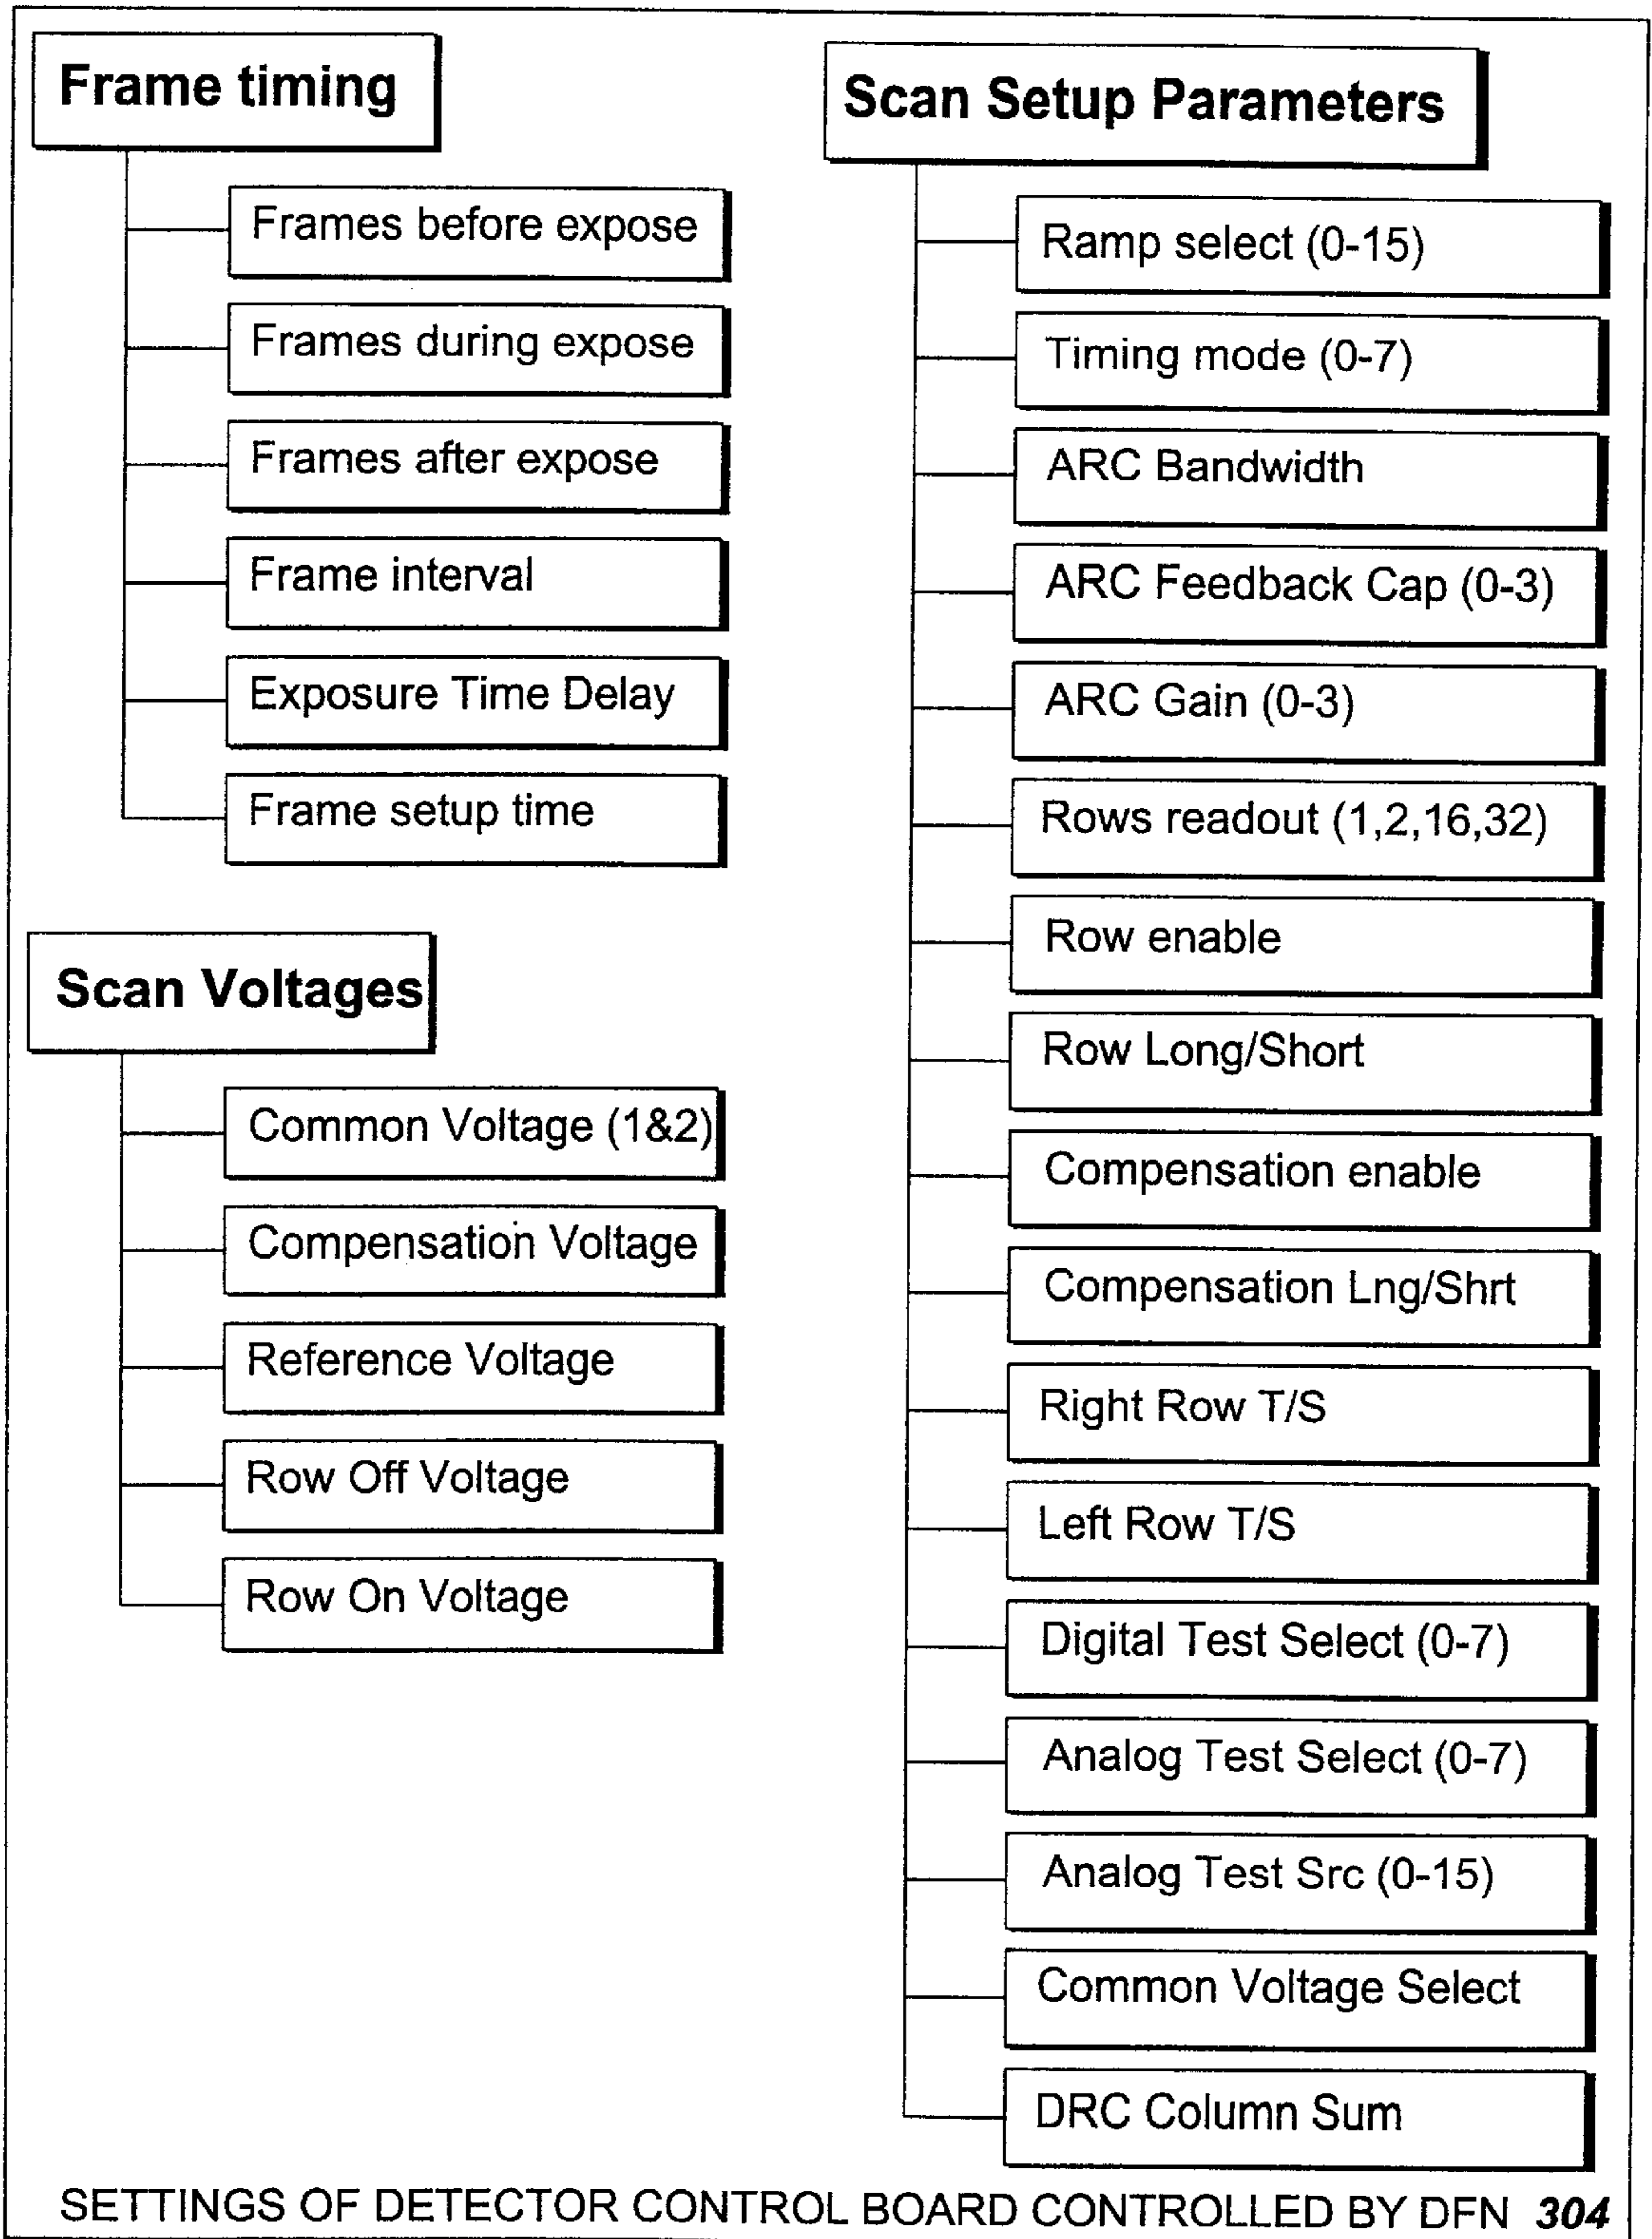 Frame timing
Frames before expose
Frames during expose
Frames after expose
Frame interval
Exposure Time Delay
Frame setup time
Scan Voltages
Common Voltage (1&2)
Compensation Voltage
Reference Voltage
Row Off Voltage
Row On Voltage
Scan Setup Parameters
Ramp select (0-15)
Timing mode (0-7)
ARC Bandwidth
ARC Feedback Cap (0-3)
ARC Gain (0-3)
Rows readout (1,2,16,32)
Row enable
Row Long/Short
Compensation enable
Compensation Lng/Shrt
Right Row T/S
Left Row T/S
Digital Test Select (0-7)
Analog Test Select (0-7)
Analog Test Src (0-15)
Common Voltage Select
DRC Column Sum
SETTINGS OF DETECTOR CONTROL BOARD CONTROLLED BY DFN 304